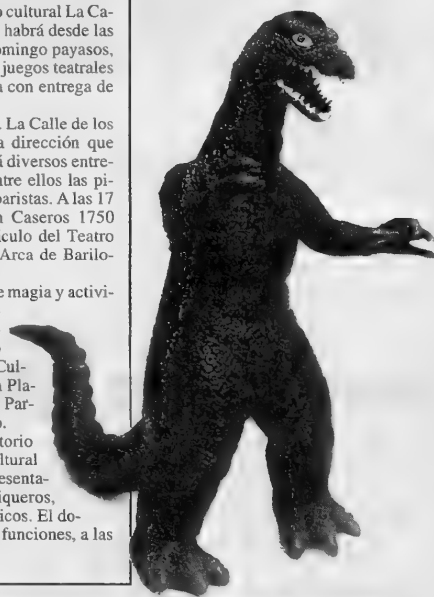 o cultural La Ca-
habrá desde las
omingo payasos,
juegos teatrales
a con entrega de
. La Calle de los
a dirección que
i diversos entre-
ntre ellos las pi-
paristas. A las 17
n Caseros 1750
culo del Teatro
Arca de Barilo-
e magia y activi-
Cul-
Pla-
Par-
o.
torio
ltural
esenta-
iqueros,
icos. El do-
funciones, a las